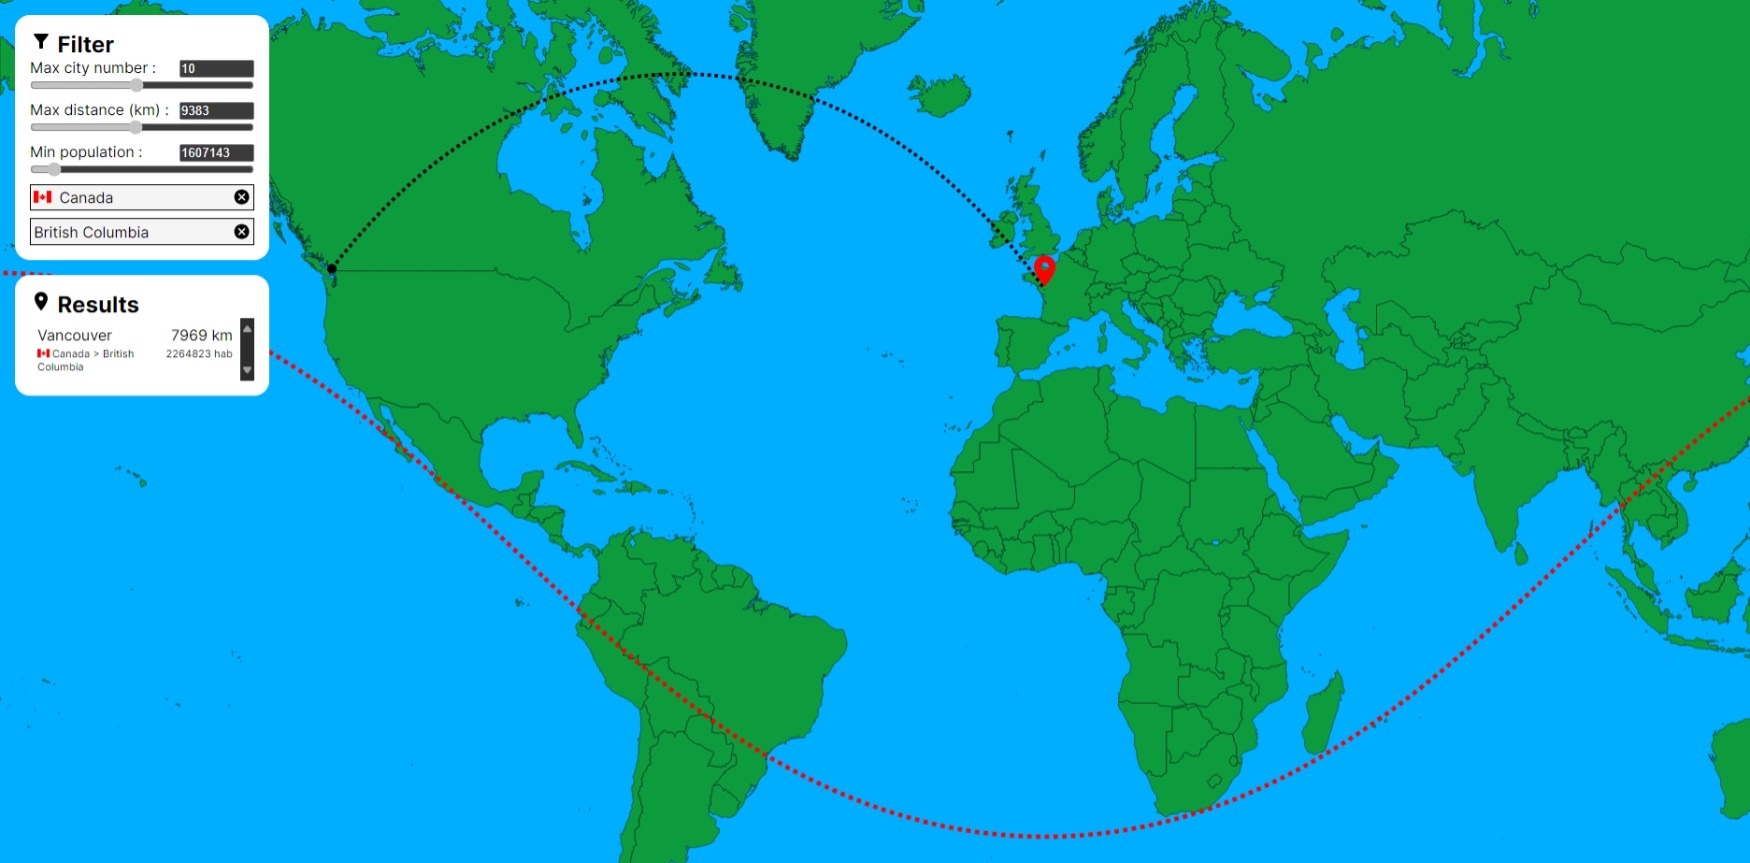 Filter
Max city number : 10
Max distance (km) : 9383
Min population : 1607143
Canada
British Columbia
Results
Vancouver 7969 km
Canada > British 2264823 hab
Columbia